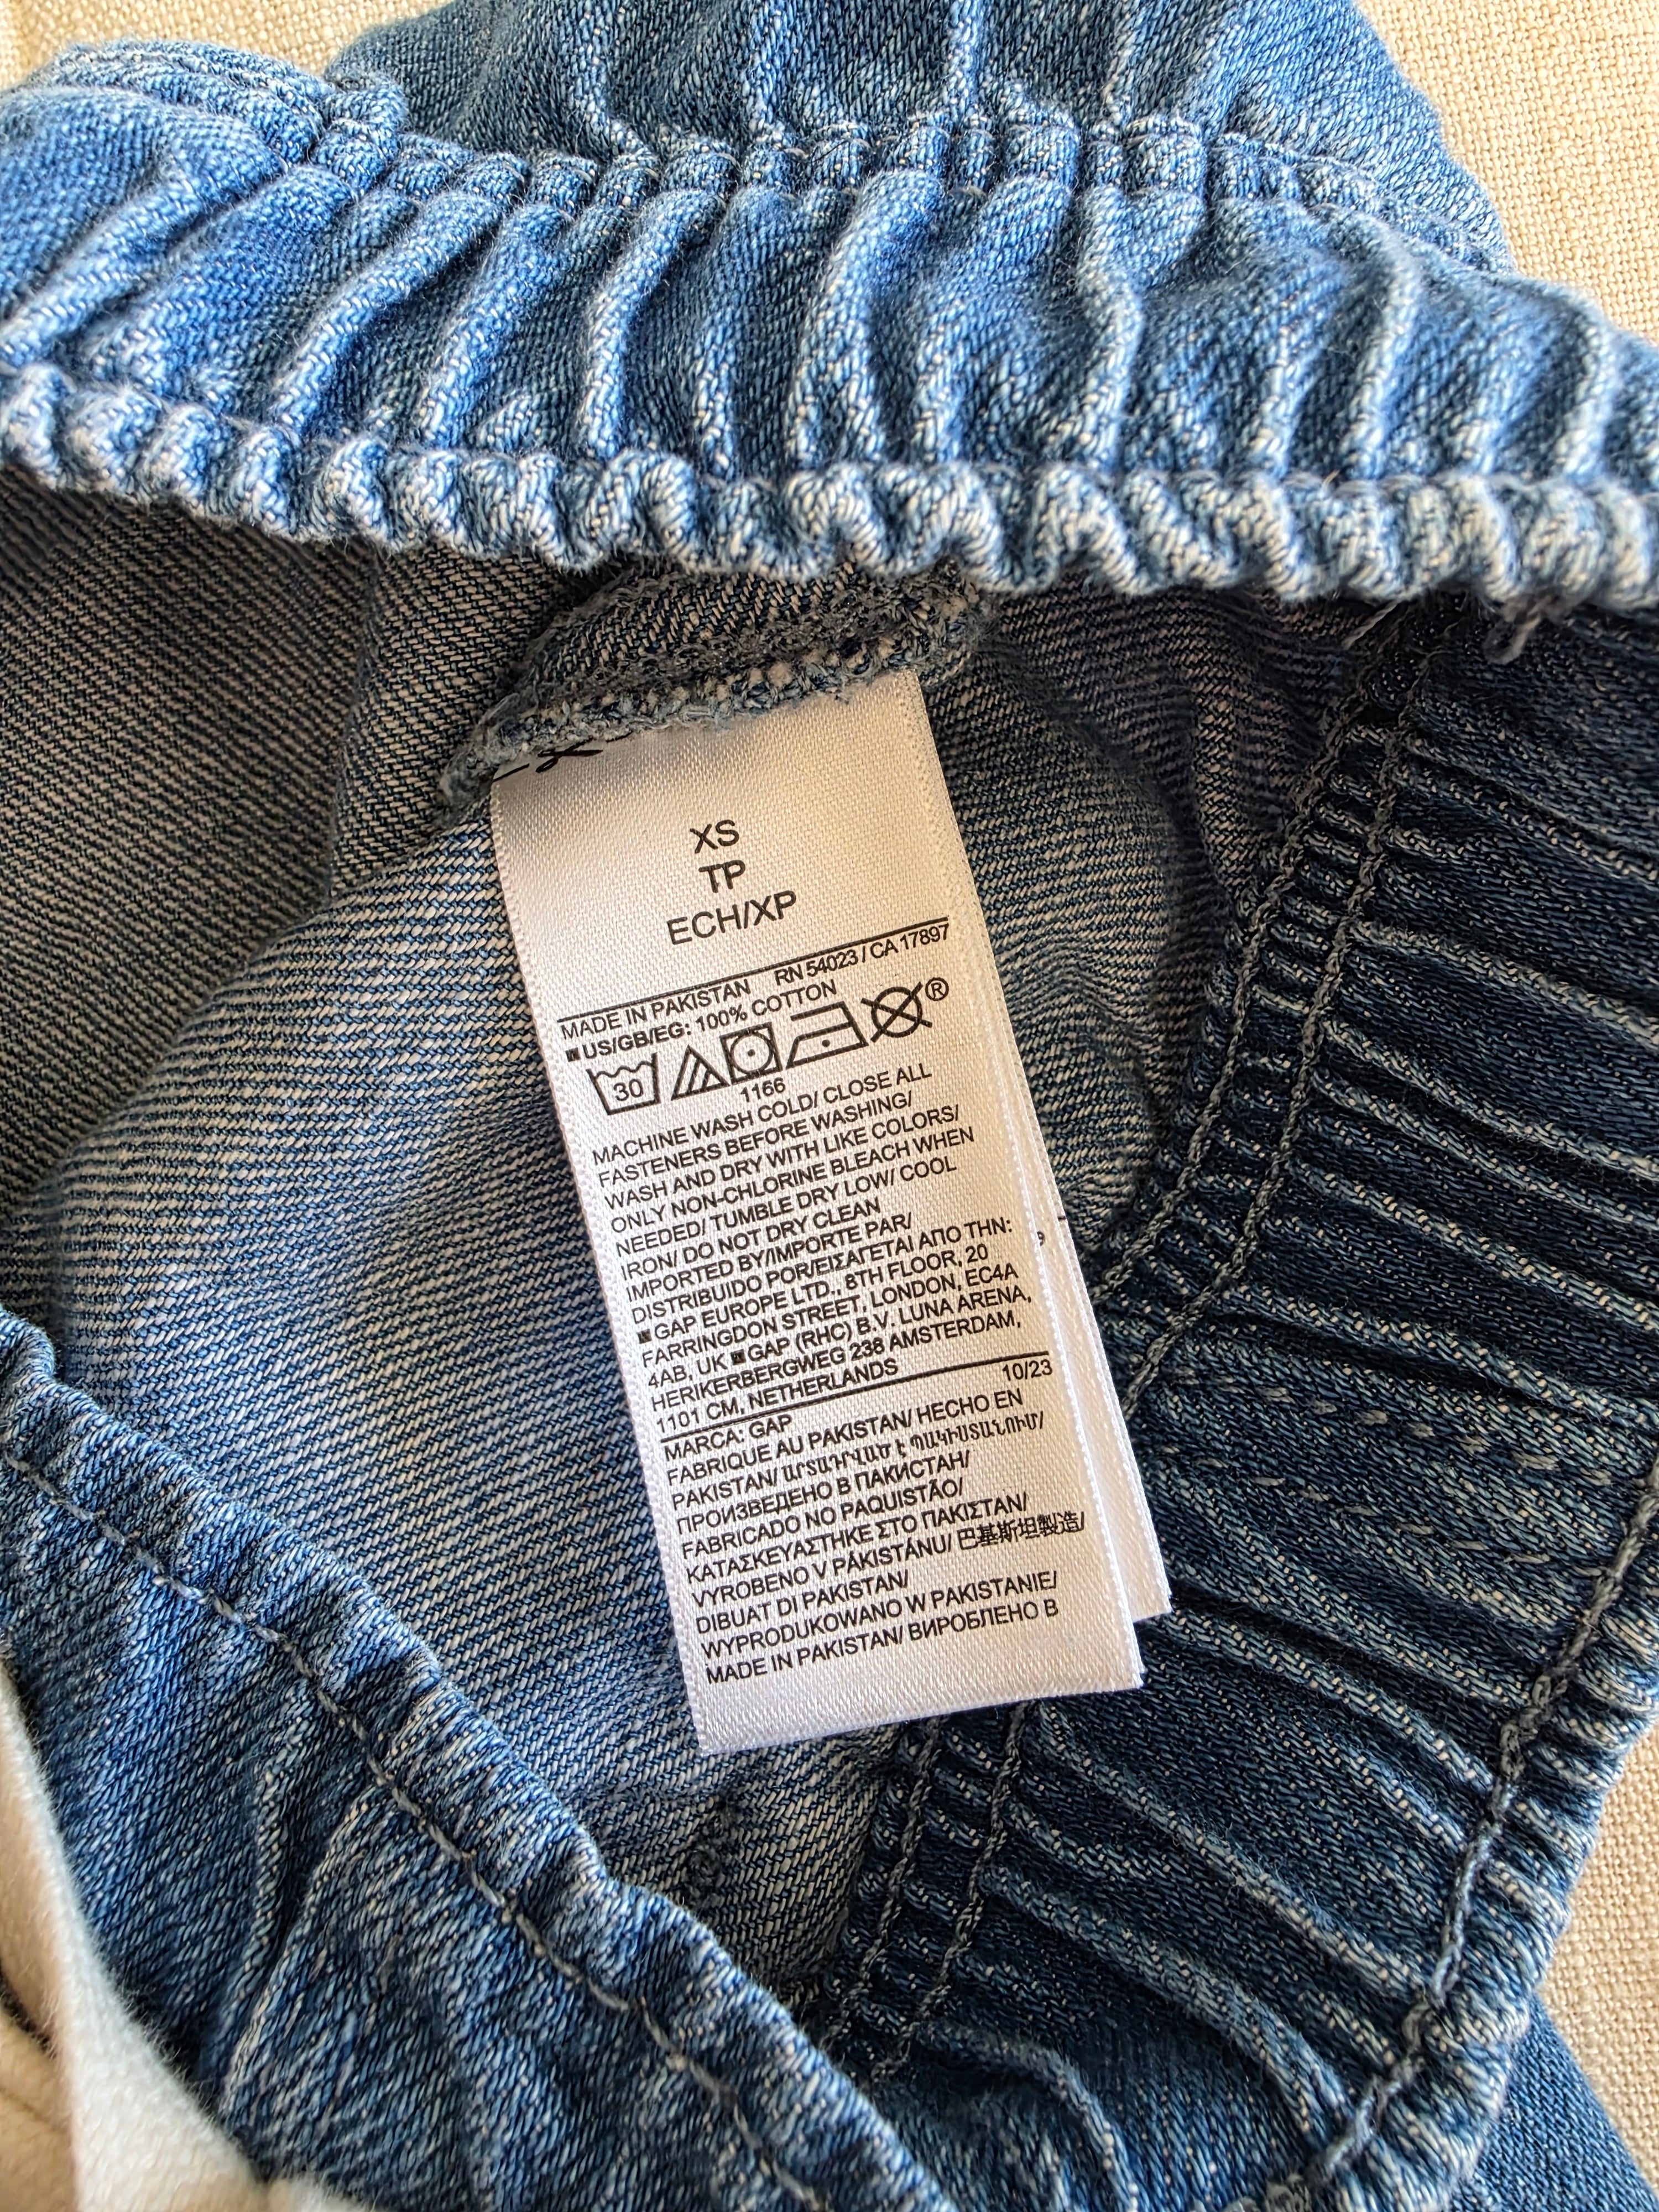 XS
TP
ECH/XP
MADE IN PAKISTAN RN 54023 / CA 17897
US/GB/EG: 100% COTTON
30 ®
1166
MACHINE WASH COLD/ CLOSE ALL
FASTENERS BEFORE WASHING/
WASH AND DRY WITH LIKE COLORS/
ONLY NON-CHLORINE BLEACH WHEN
NEEDED/ TUMBLE DRY LOW/ COOL
IRON/ DO NOT DRY CLEAN
IMPORTED BY/IMPORTE PAR/
DISTRIBUIDO POR/ΕΙΣΑΓΕΤΑΙ ΑΠΟ ΤΗΝ:
GAP EUROPE LTD., 8TH FLOOR, 20
FARRINGDON STREET, LONDON, EC4A
4AB, UK GAP (RHC) B.V. LUNA ARENA,
HERIKERBERGWEG 238 AMSTERDAM,
1101 CM, NETHERLANDS 10/23
MARCA: GAP
FABRIQUE AU PAKISTAN/ HECHO EN
PAKISTAN/ ԱՐՏԱԴՐՎԱԾ Է ՊԱԿԻՍՏԱՆՈՒՄ/
ПРОИЗВЕДЕНО В ПАКИСТАН/
FABRICADO NO PAQUISTÃO/
ΚΑΤΑΣΚΕΥΑΣΤΗΚΕ ΣΤΟ ΠΑΚΙΣΤΑΝ/
VYROBENO V PÁKISTÁNU/ 巴基斯坦製造/
DIBUAT DI PAKISTAN/
WYPRODUKOWANO W PAKISTANIE/
MADE IN PAKISTAN/ ВИРОБЛЕНО В